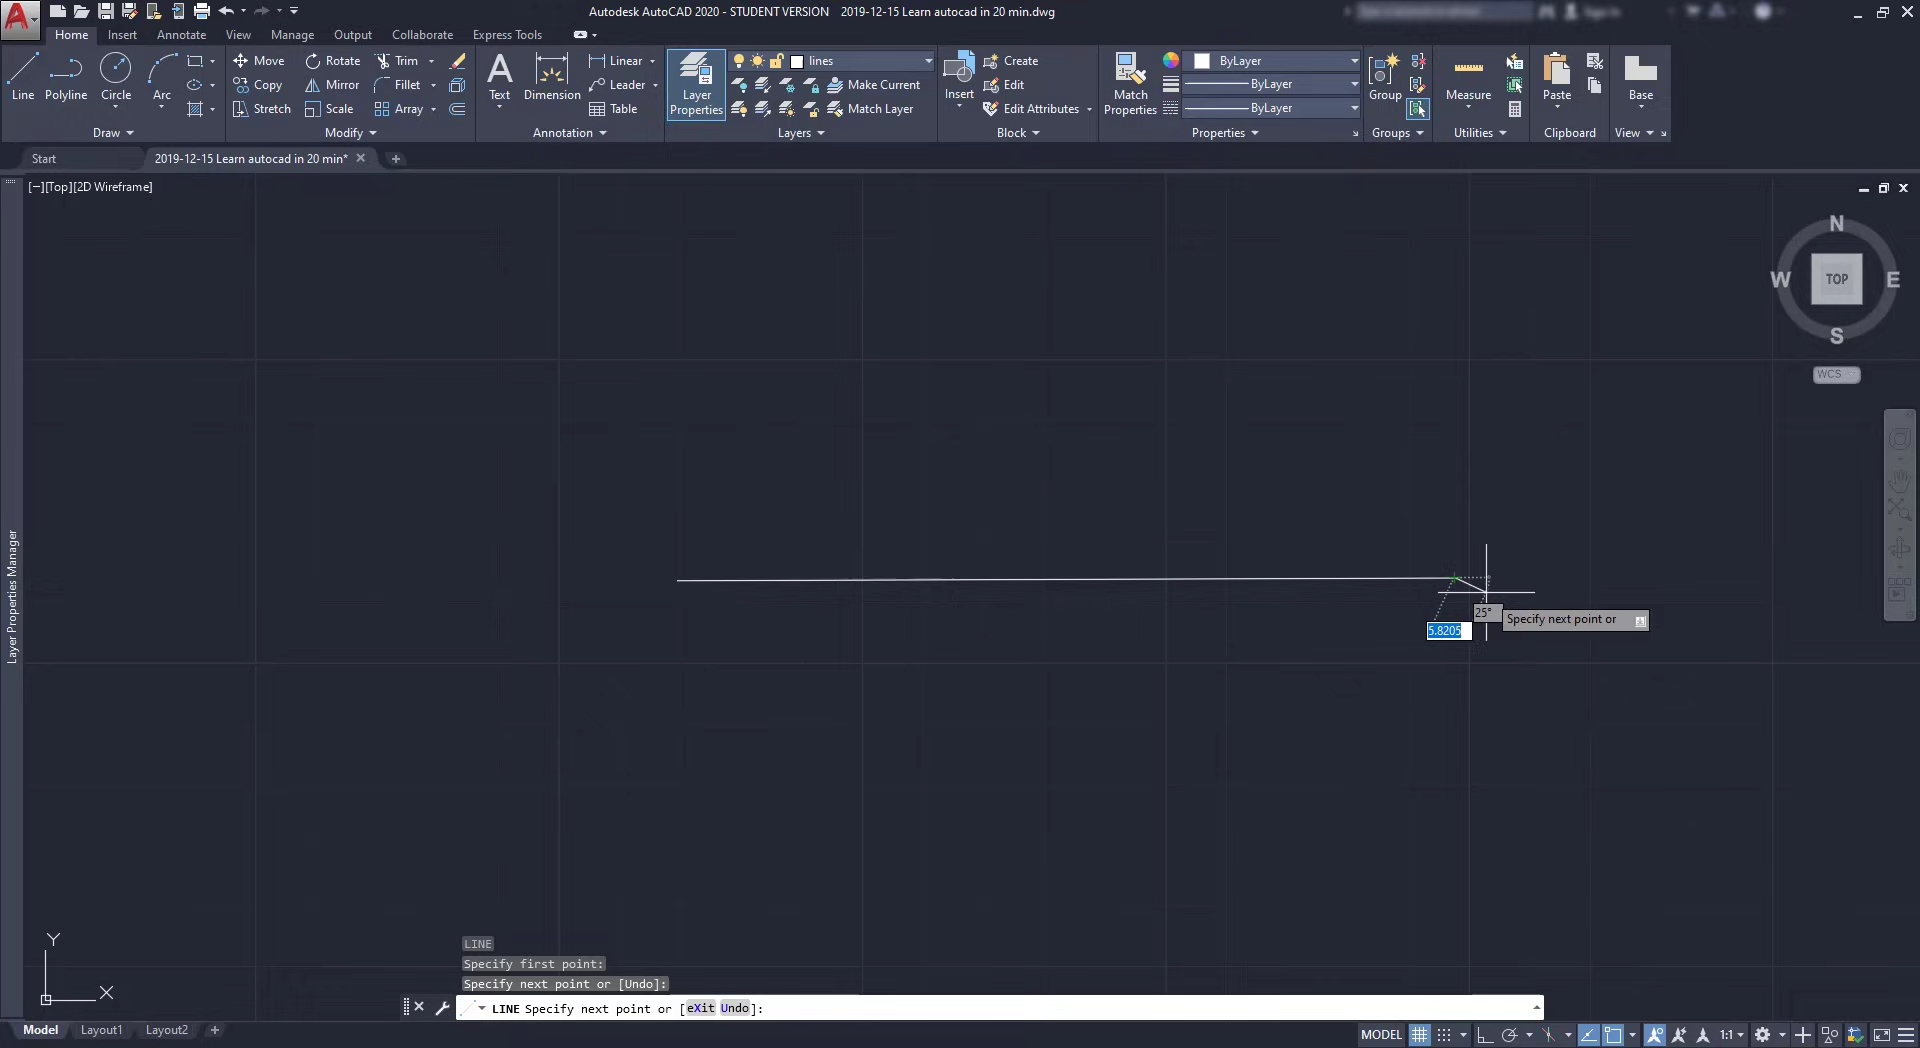 Autodesk AutoCAD 2020 - STUDENT VERSION 2019-12-15 Learn autocad in 20 min.dwg
Home Insert Annotate View Manage Output Collaborate Express Tools
Line Polyline Circle Arc
Draw
Move Rotate Trim
Copy Mirror Fillet
Stretch Scale Array
Modify
Text Dimension
Linear
Leader
Table
Annotation
Layer Properties
lines
Make Current
Match Layer
Layers
Insert
Create
Edit
Edit Attributes
Block
Match Properties
ByLayer
ByLayer
ByLayer
Properties
Group
Groups
Measure
Utilities
Paste
Clipboard
Base
View
Start 2019-12-15 Learn autocad in 20 min*
[−][Top][2D Wireframe]
N
W TOP E
S
WCS
Layer Properties Manager
25° Specify next point or
5.8205
Y
X
LINE
Specify first point:
Specify next point or [Undo]:
LINE Specify next point or [eXit Undo]:
Model Layout1 Layout2
MODEL 1:1